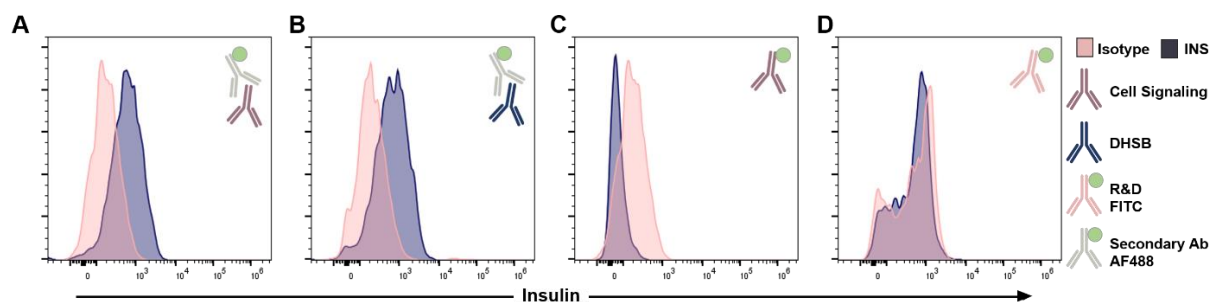 A B C D
Isotype INS
Cell Signaling
DHSB
R&D
FITC
Secondary Ab
AF488
0 10³ 10⁴ 10⁵ 10⁶
0 10³ 10⁴ 10⁵ 10⁶
0 10³ 10⁴ 10⁵ 10⁶
0 10³ 10⁴ 10⁵ 10⁶
Insulin